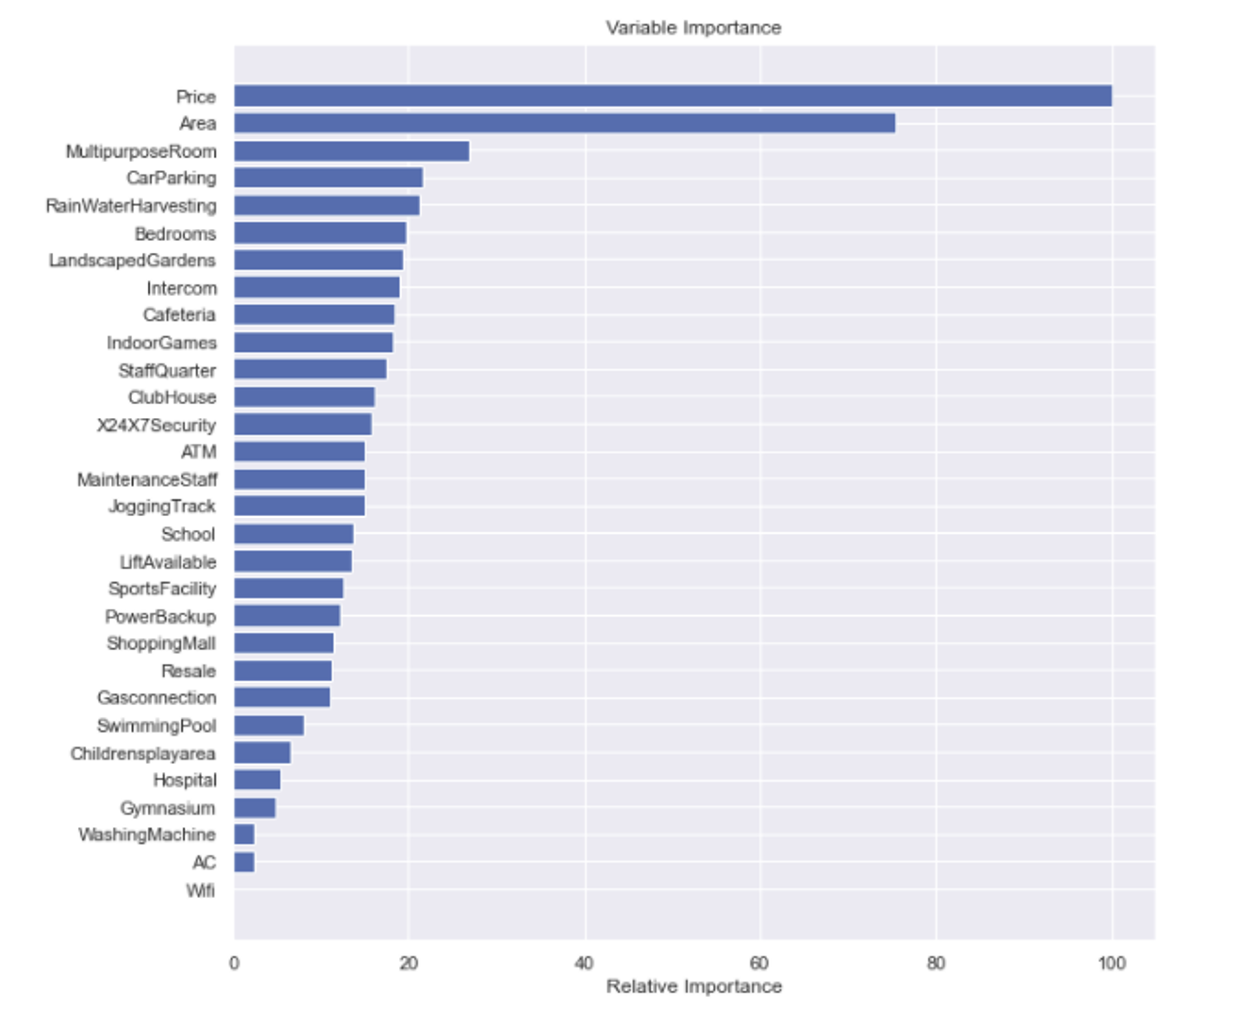 Variable Importance
Price
Area
MultipurposeRoom
CarParking
RainWaterHarvesting
Bedrooms
LandscapedGardens
Intercom
Cafeteria
IndoorGames
StaffQuarter
ClubHouse
X24X7Security
ATM
MaintenanceStaff
JoggingTrack
School
LiftAvailable
SportsFacility
PowerBackup
ShoppingMall
Resale
Gasconnection
SwimmingPool
Childrensplayarea
Hospital
Gymnasium
WashingMachine
AC
Wifi
0 20 40 60 80 100
Relative Importance